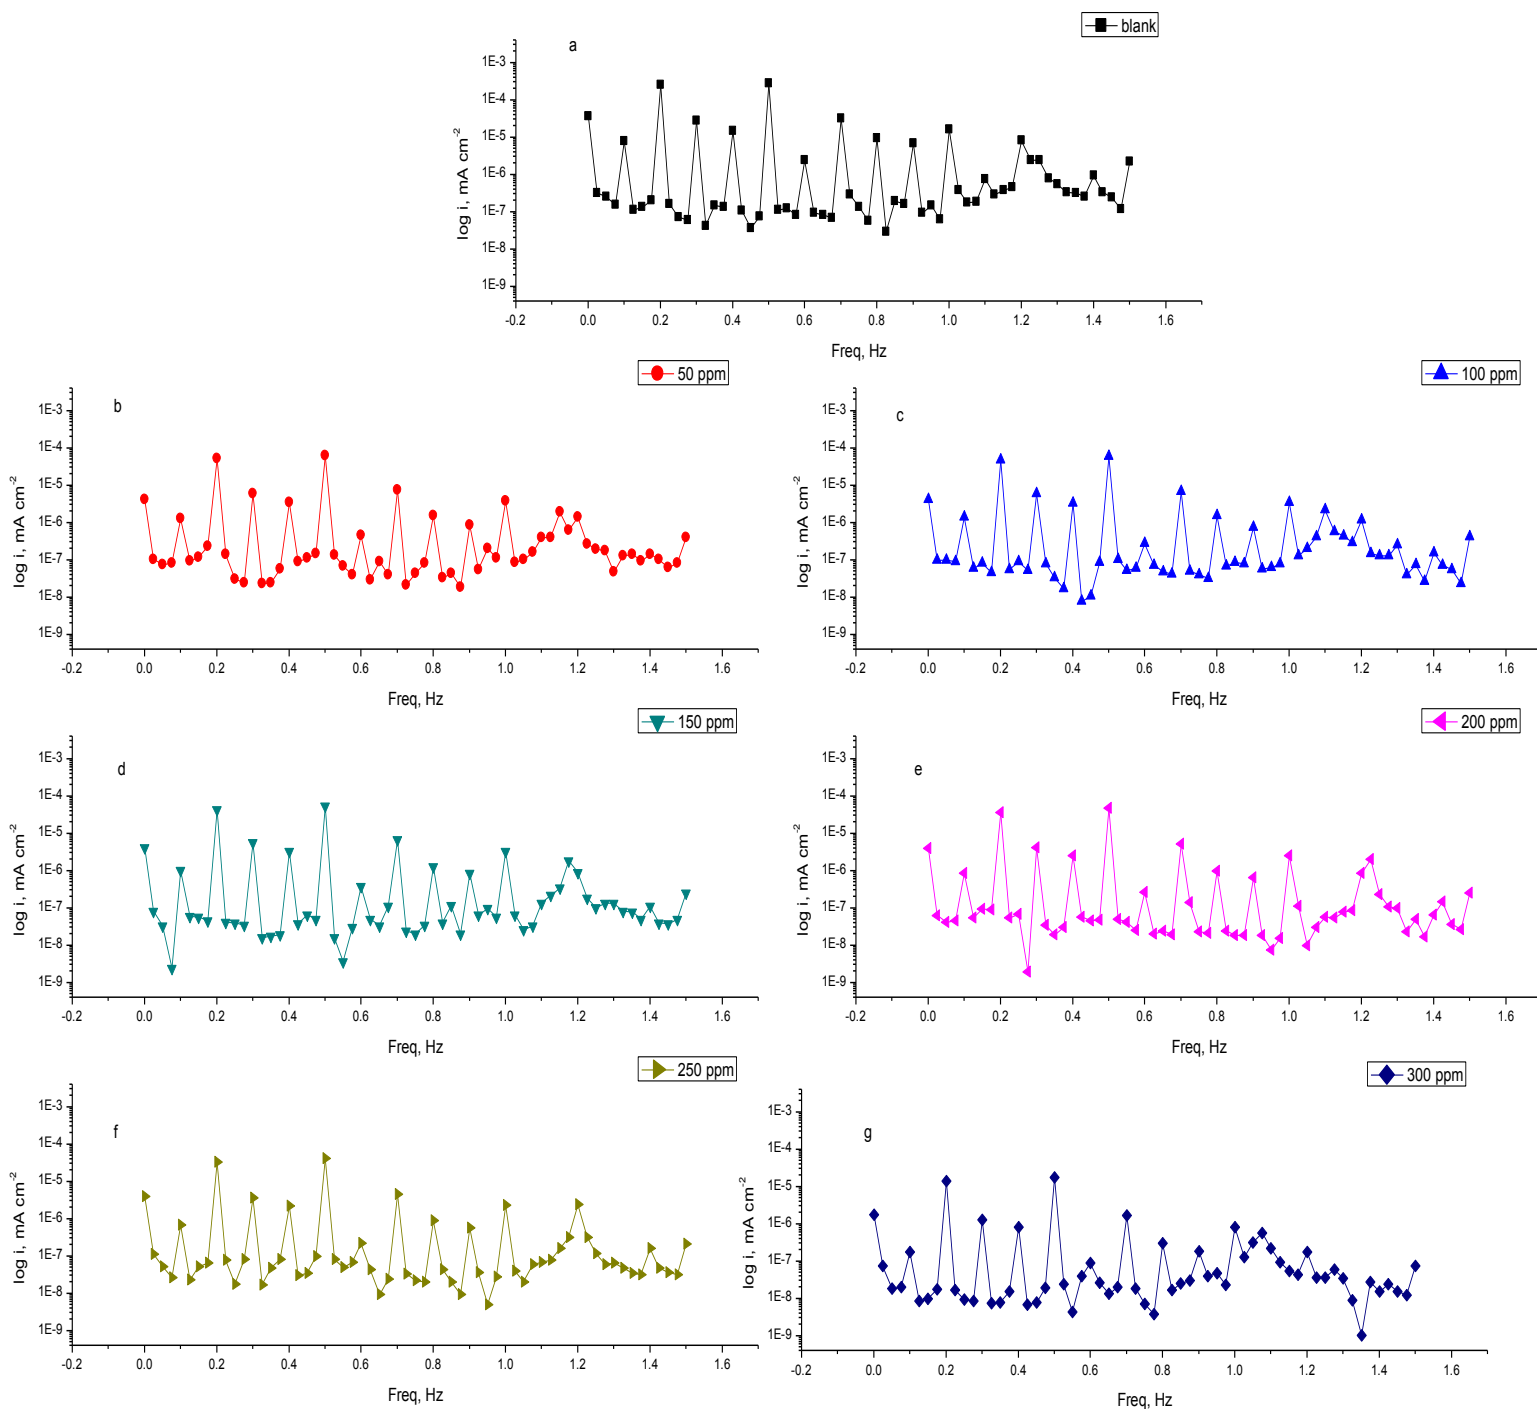 blank
a
1E-3
1E-4
1E-5
1E-6
1E-7
1E-8
1E-9
log i, mA cm-2
-0.2 0.0 0.2 0.4 0.6 0.8 1.0 1.2 1.4 1.6
Freq, Hz
50 ppm
b
1E-3
1E-4
1E-5
1E-6
1E-7
1E-8
1E-9
log i, mA cm-2
-0.2 0.0 0.2 0.4 0.6 0.8 1.0 1.2 1.4 1.6
Freq, Hz
100 ppm
c
1E-3
1E-4
1E-5
1E-6
1E-7
1E-8
1E-9
log i, mA cm-2
-0.2 0.0 0.2 0.4 0.6 0.8 1.0 1.2 1.4 1.6
Freq, Hz
150 ppm
d
1E-3
1E-4
1E-5
1E-6
1E-7
1E-8
1E-9
log i, mA cm-2
-0.2 0.0 0.2 0.4 0.6 0.8 1.0 1.2 1.4 1.6
Freq, Hz
200 ppm
e
1E-3
1E-4
1E-5
1E-6
1E-7
1E-8
1E-9
log i, mA cm-2
-0.2 0.0 0.2 0.4 0.6 0.8 1.0 1.2 1.4 1.6
Freq, Hz
250 ppm
f
1E-3
1E-4
1E-5
1E-6
1E-7
1E-8
1E-9
log i, mA cm-2
-0.2 0.0 0.2 0.4 0.6 0.8 1.0 1.2 1.4 1.6
Freq, Hz
300 ppm
g
1E-3
1E-4
1E-5
1E-6
1E-7
1E-8
1E-9
log i, mA cm-2
-0.2 0.0 0.2 0.4 0.6 0.8 1.0 1.2 1.4 1.6
Freq, Hz